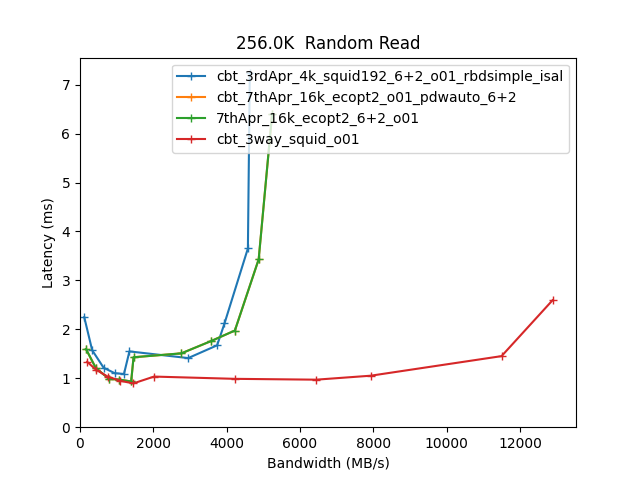 256.0K  Random Read
cbt_3rdApr_4k_squid192_6+2_o01_rbdsimple_isal
cbt_7thApr_16k_ecopt2_o01_pdwauto_6+2
7thApr_16k_ecopt2_6+2_o01
cbt_3way_squid_o01
7
6
5
4
3
2
1
0
Latency (ms)
0 2000 4000 6000 8000 10000 12000
Bandwidth (MB/s)